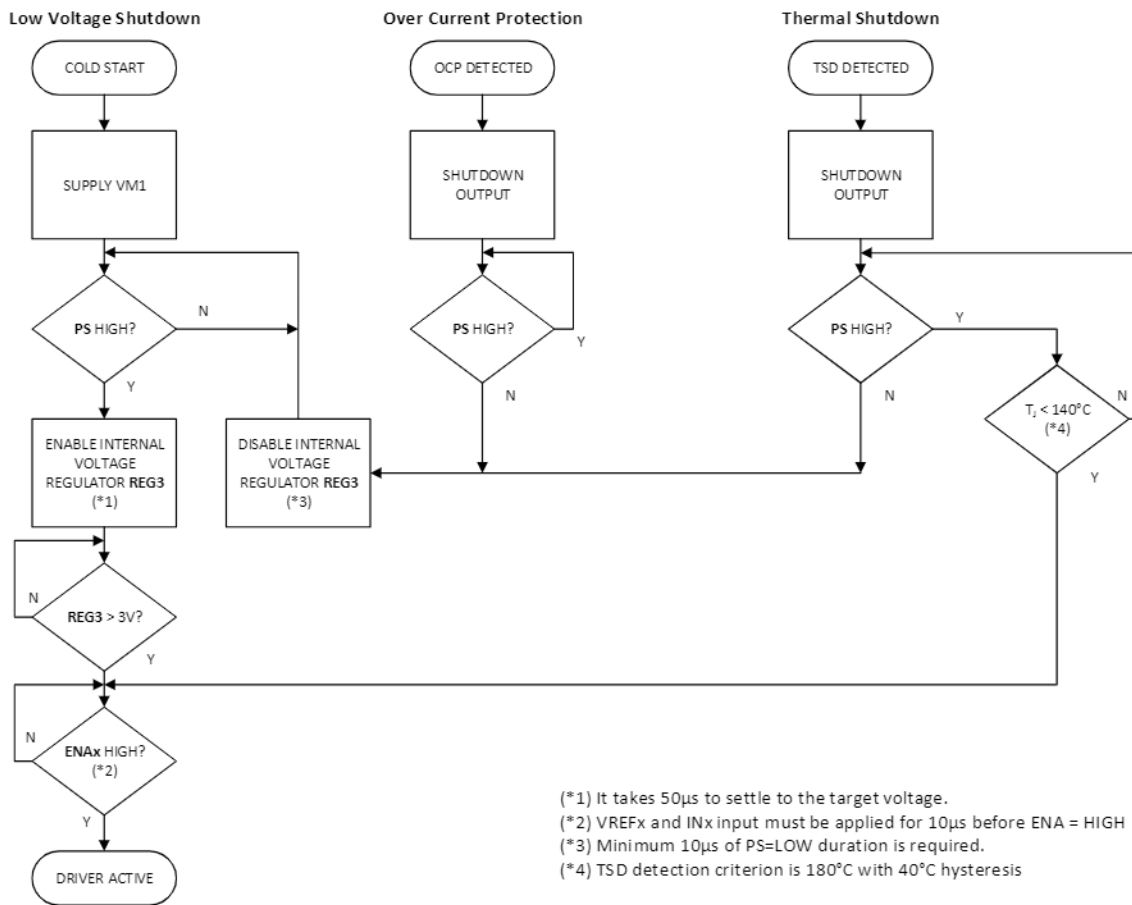 Low Voltage Shutdown
Over Current Protection
Thermal Shutdown
COLD START
OCP DETECTED
TSD DETECTED
SUPPLY VM1
SHUTDOWN
OUTPUT
SHUTDOWN
OUTPUT
PS HIGH?
N
Y
PS HIGH?
Y
N
PS HIGH?
Y
N
TJ < 140°C
(*4)
N
Y
ENABLE INTERNAL
VOLTAGE
REGULATOR REG3
(*1)
DISABLE INTERNAL
VOLTAGE
REGULATOR REG3
(*3)
REG3 > 3V?
N
Y
ENAx HIGH?
(*2)
N
Y
DRIVER ACTIVE
(*1) It takes 50µs to settle to the target voltage.
(*2) VREFx and INx input must be applied for 10µs before ENA = HIGH
(*3) Minimum 10µs of PS=LOW duration is required.
(*4) TSD detection criterion is 180°C with 40°C hysteresis